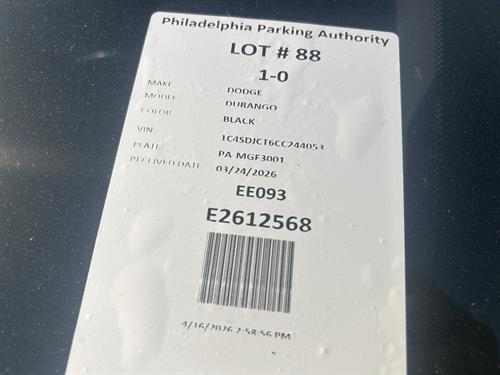 Philadelphia Parking Authority
LOT # 88
1-0
MAKE DODGE
MODEL DURANGO
COLOR BLACK
VIN 1C4SDJCT6CC244053
PLATE PA-MGF3001
RECEIVED DATE 03/24/2026
EE093
E2612568
4/16/2026 2:58:56 PM